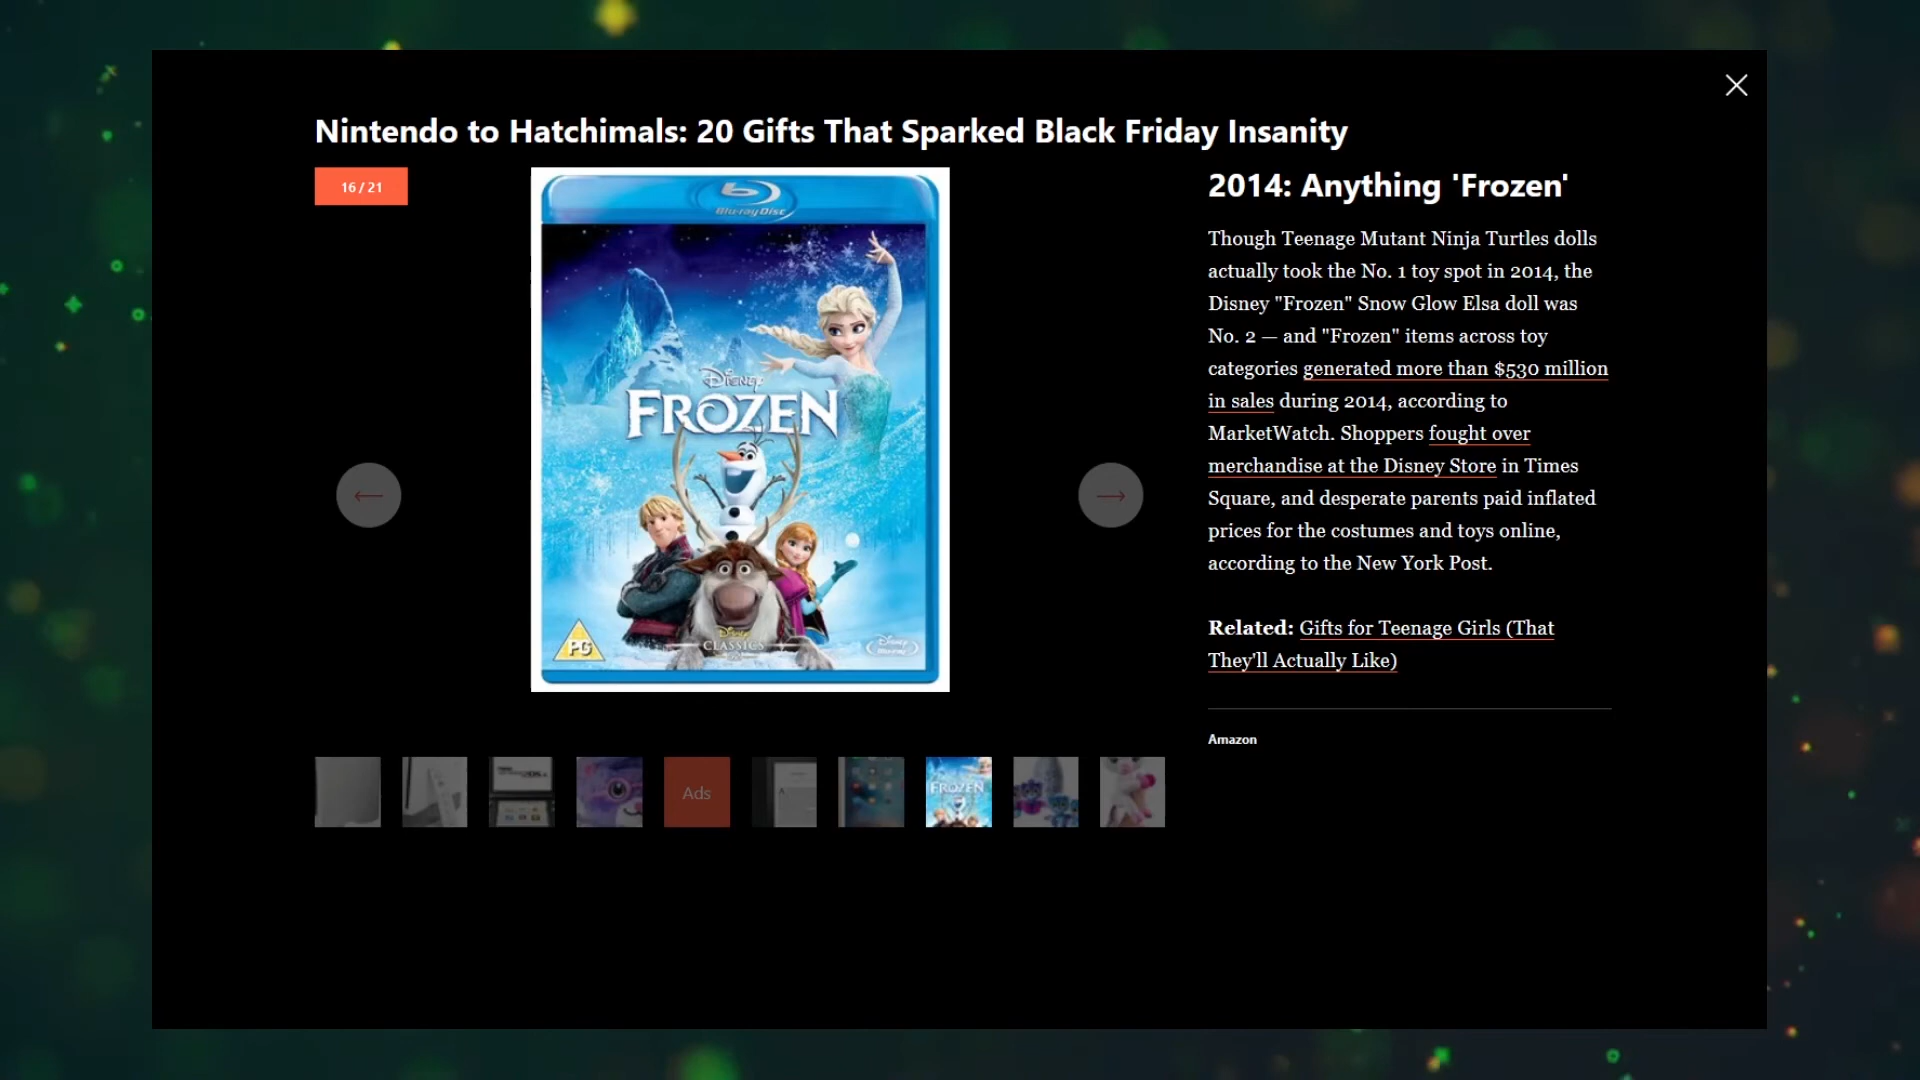 Nintendo to Hatchimals: 20 Gifts That Sparked Black Friday Insanity
16 / 21
Blu-ray Disc
Disney
FROZEN
PG
Disney
CLASSICS
Disney
Blu-ray
2014: Anything 'Frozen'
Though Teenage Mutant Ninja Turtles dolls
actually took the No. 1 toy spot in 2014, the
Disney "Frozen" Snow Glow Elsa doll was
No. 2 — and "Frozen" items across toy
categories generated more than $530 million
in sales during 2014, according to
MarketWatch. Shoppers fought over
merchandise at the Disney Store in Times
Square, and desperate parents paid inflated
prices for the costumes and toys online,
according to the New York Post.
Related: Gifts for Teenage Girls (That
They'll Actually Like)
Amazon
Ads
FROZEN